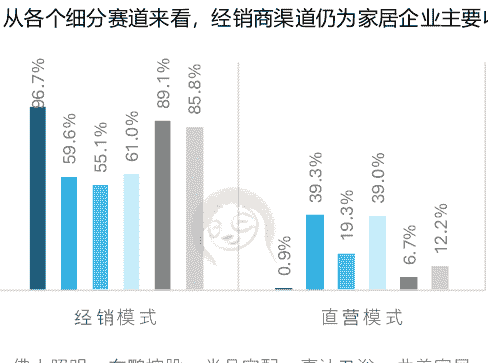 从各个细分赛道来看，经销商渠道仍为家居企业主要
96.7% 59.6% 55.1% 61.0% 89.1% 85.8% 0.9% 39.3% 19.3% 39.0% 6.7% 12.2%
经销模式 直营模式